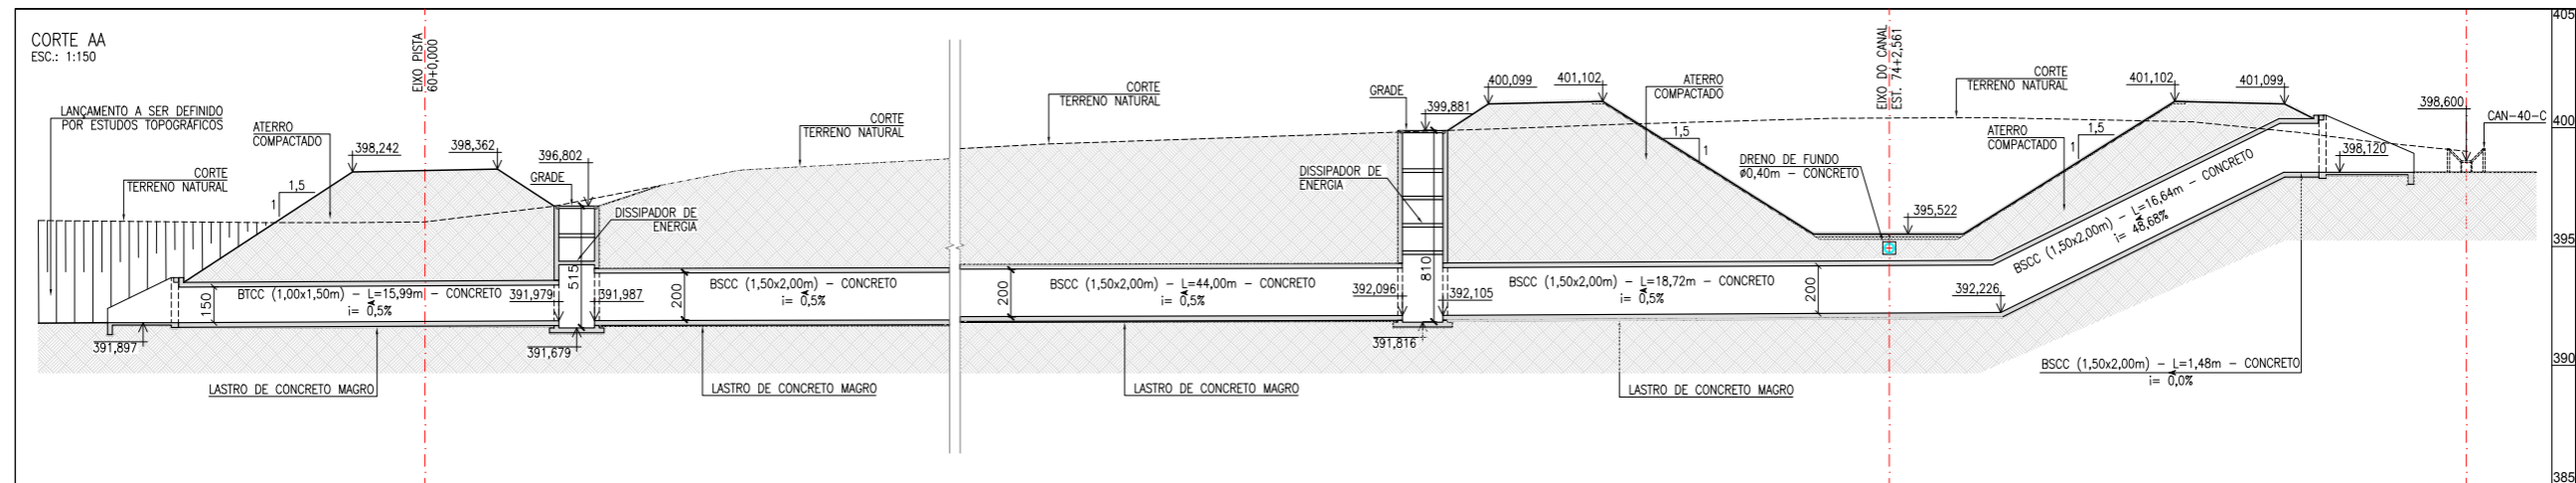 CORTE AA
ESC.: 1:150
EIXO PISTA
60+0,000
LANÇAMENTO A SER DEFINIDO
POR ESTUDOS TOPOGRÁFICOS
ATERRO
COMPACTADO
398,242
398,362
396,802
GRADE
CORTE
TERRENO NATURAL
1,5
1
CORTE
TERRENO NATURAL
DISSIPADOR DE
ENERGIA
515
150
BTCC (1,00x1,50m) – L=15,99m – CONCRETO
i= 0,5%
391,979
391,987
391,897
391,679
LASTRO DE CONCRETO MAGRO
200
BSCC (1,50x2,00m) – CONCRETO
i= 0,5%
LASTRO DE CONCRETO MAGRO
CORTE
TERRENO NATURAL
200
BSCC (1,50x2,00m) – L=44,00m – CONCRETO
i= 0,5%
LASTRO DE CONCRETO MAGRO
GRADE
399,881
400,099
401,102
ATERRO
COMPACTADO
1,5
1
DISSIPADOR DE
ENERGIA
810
392,096
392,105
391,816
BSCC (1,50x2,00m) – L=18,72m – CONCRETO
i= 0,5%
200
LASTRO DE CONCRETO MAGRO
EIXO DO CANAL
EST. 74+2,561
DRENO DE FUNDO
ø0,40m – CONCRETO
395,522
392,226
CORTE
TERRENO NATURAL
ATERRO
COMPACTADO
1,5
1
401,102
401,099
BSCC (1,50x2,00m) – L=16,64m – CONCRETO
i= 48,68%
398,120
398,600
CAN-40-C
BSCC (1,50x2,00m) – L=1,48m – CONCRETO
i= 0,0%
405
400
395
390
385